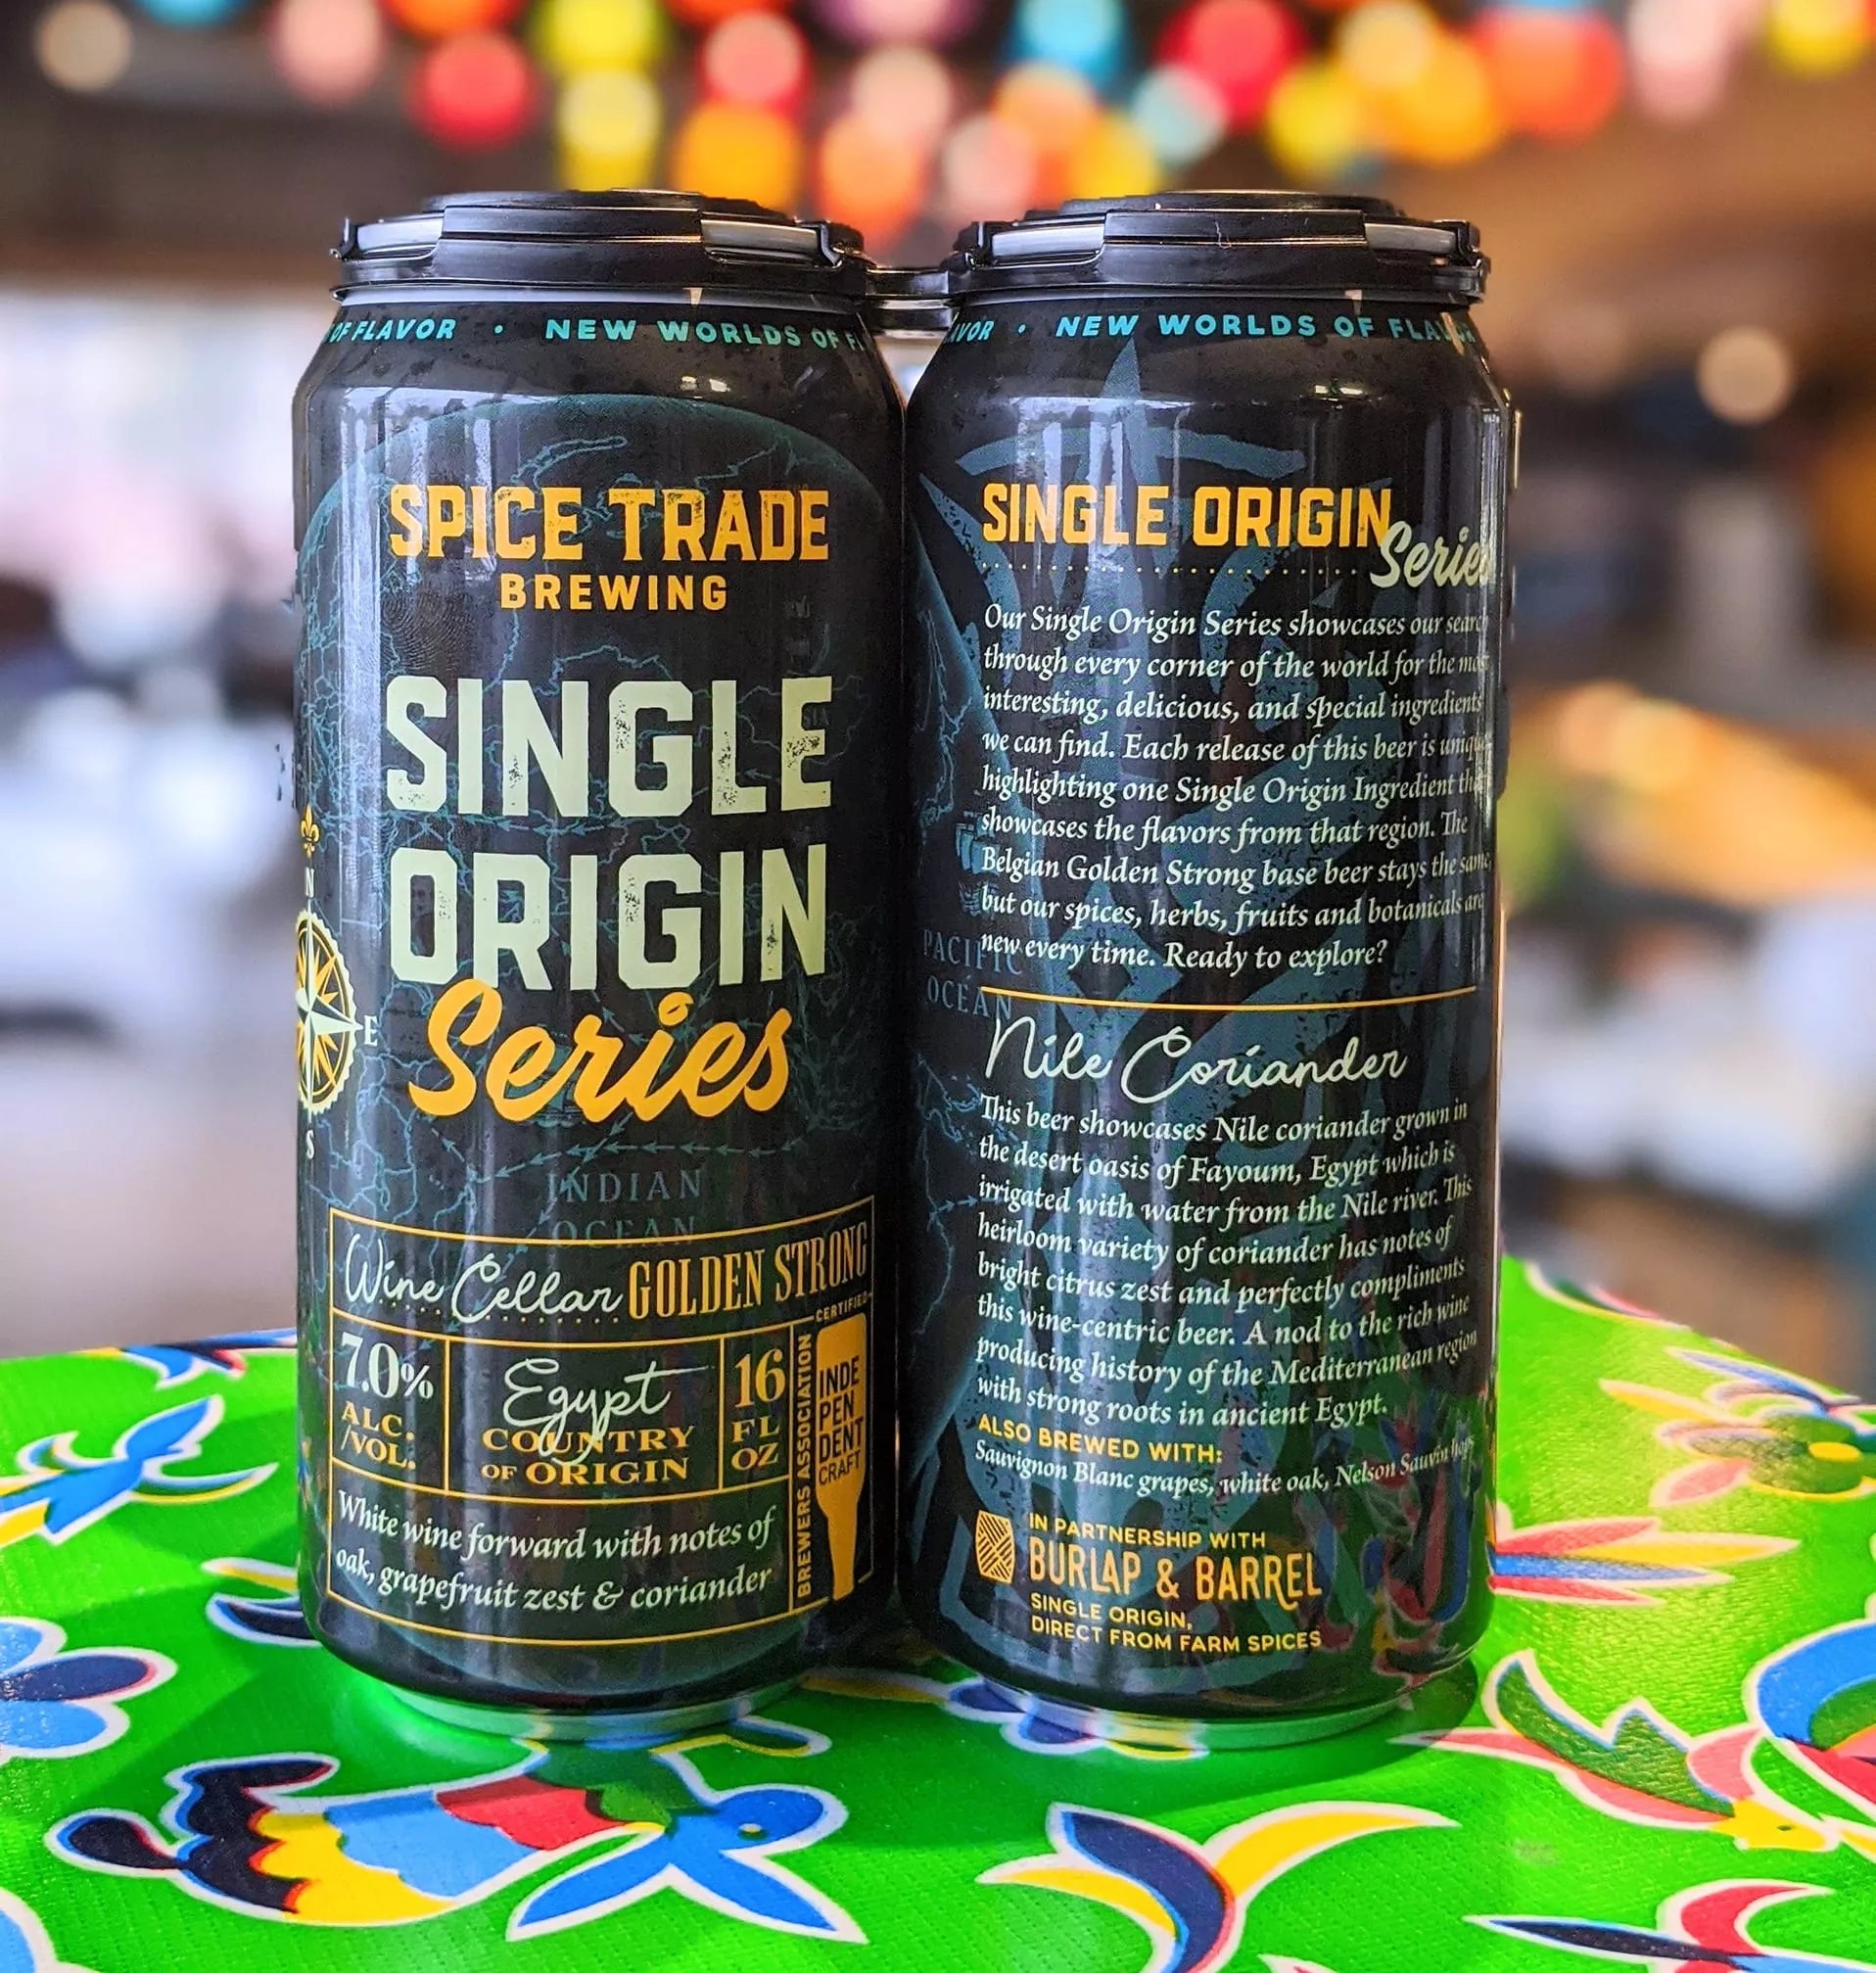 OF FLAVOR • NEW WORLDS OF
SPICE TRADE
BREWING
SINGLE
ORIGIN
Series
N
E
S
INDIAN
OCEAN
Wine Cellar GOLDEN STRONG
7.0%
ALC.
/VOL.
Egypt
COUNTRY
OF ORIGIN
16
FL
OZ
White wine forward with notes of
oak, grapefruit zest & coriander
BREWERS ASSOCIATION
CERTIFIED
INDE
PEN
DENT
CRAFT
• NEW WORLDS OF
SINGLE ORIGIN
Series
Our Single Origin Series showcases our search
through every corner of the world for the most
interesting, delicious, and special ingredients
we can find. Each release of this beer is unique
highlighting one Single Origin Ingredient that
showcases the flavors from that region. The
Belgian Golden Strong base beer stays the same,
but our spices, herbs, fruits and botanicals are
new every time. Ready to explore?
PACIFIC
OCEAN
Nile Coriander
This beer showcases Nile coriander grown in
the desert oasis of Fayoum, Egypt which is
irrigated with water from the Nile river. This
heirloom variety of coriander has notes of
bright citrus zest and perfectly compliments
this wine-centric beer. A nod to the rich wine
producing history of the Mediterranean region
with strong roots in ancient Egypt.
ALSO BREWED WITH:
Sauvignon Blanc grapes, white oak, Nelson Sauvin hops
IN PARTNERSHIP WITH
BURLAP & BARREL
SINGLE ORIGIN,
DIRECT FROM FARM SPICES